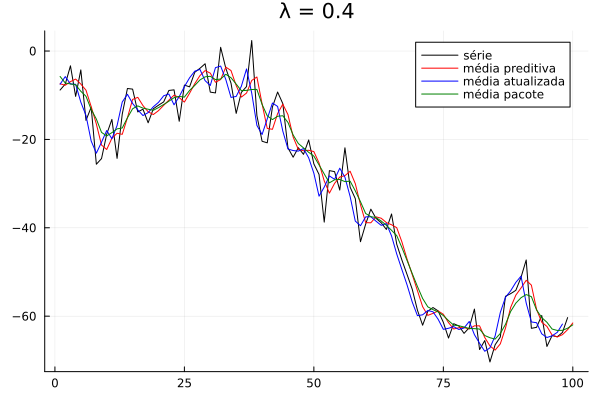 λ = 0.4
série
média preditiva
média atualizada
média pacote
0
−20
−40
−60
0
25
50
75
100